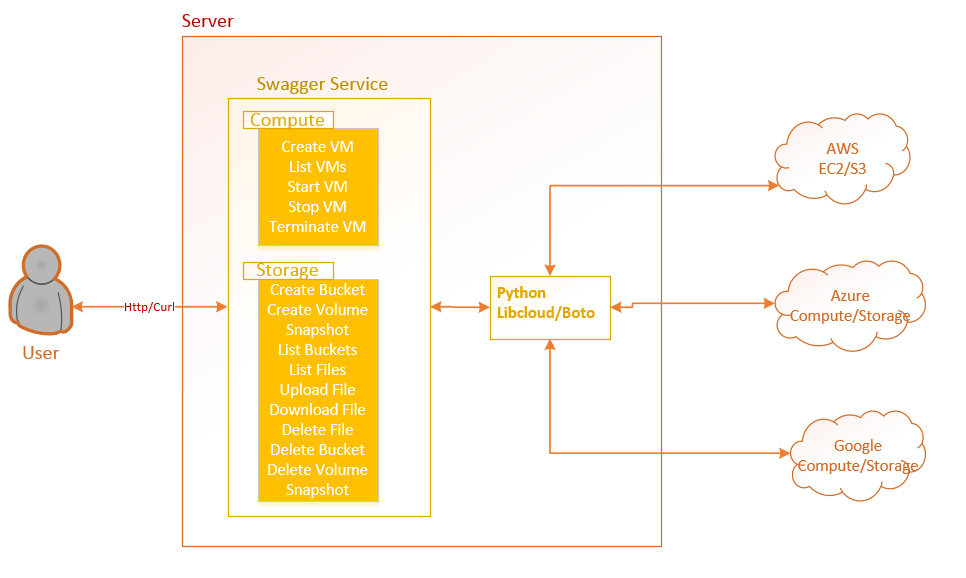 Server
Swagger Service
Compute
Create VM
List VMs
Start VM
Stop VM
Terminate VM
Storage
Create Bucket
Create Volume
Snapshot
List Buckets
List Files
Upload File
Download File
Delete File
Delete Bucket
Delete Volume
Snapshot
Http/Curl
User
Python
Libcloud/Boto
AWS
EC2/S3
Azure
Compute/Storage
Google
Compute/Storage